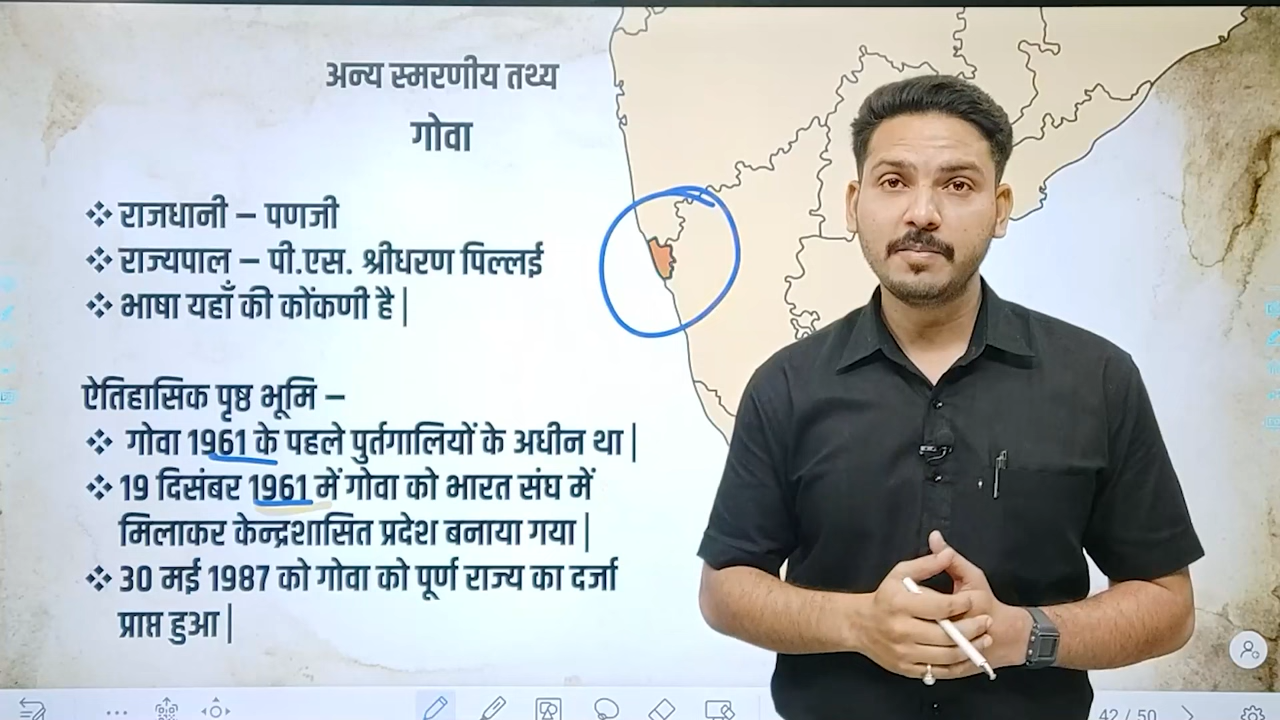 अन्य स्मरणीय तथ्य
गोवा
❖ राजधानी – पणजी
❖ राज्यपाल – पी.एस. श्रीधरण पिल्लई
❖ भाषा यहाँ की कोंकणी है |
ऐतिहासिक पृष्ठ भूमि –
❖ गोवा 1961 के पहले पुर्तगालियों के अधीन था |
❖ 19 दिसंबर 1961 में गोवा को भारत संघ में
मिलाकर केन्द्रशासित प्रदेश बनाया गया |
❖ 30 मई 1987 को गोवा को पूर्ण राज्य का दर्जा
प्राप्त हुआ |
42 / 50